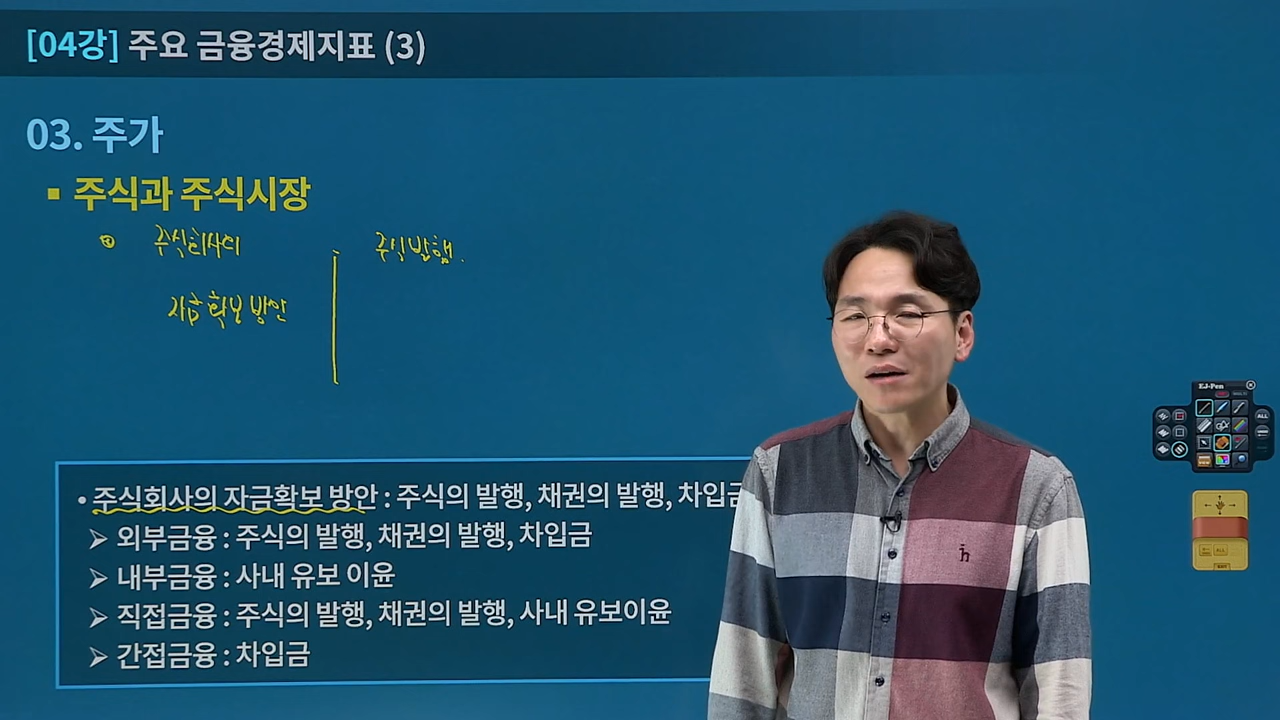 [04강] 주요 금융경제지표 (3)
03. 주가
▪ 주식과 주식시장
주식회사의 주식발행.
자금확보 방안
• 주식회사의 자금확보 방안 : 주식의 발행, 채권의 발행, 차입금
➢ 외부금융 : 주식의 발행, 채권의 발행, 차입금
➢ 내부금융 : 사내 유보 이윤
➢ 직접금융 : 주식의 발행, 채권의 발행, 사내 유보이윤
➢ 간접금융 : 차입금
EJ-Pen
ALL
ALL